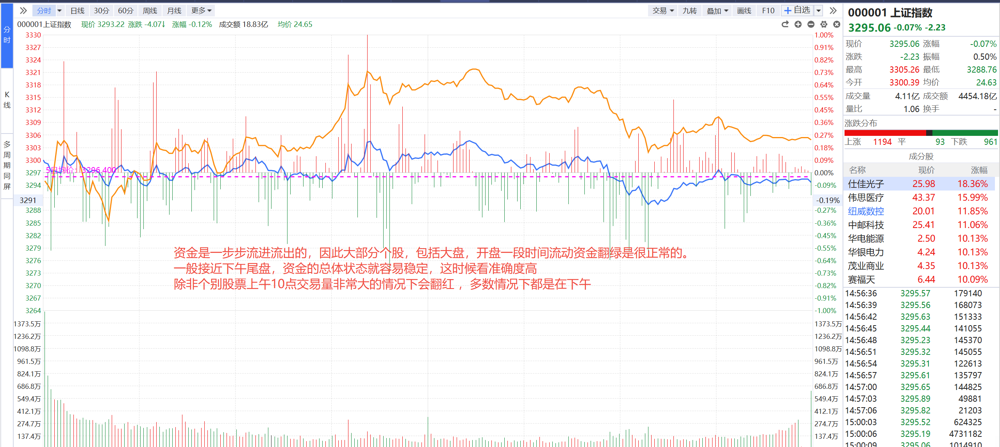 分时 日线 30分 60分 周线 月线 更多 交易 九转 叠加 画线 F10 自选
000001上证指数 现价 3293.22 涨跌 -4.07↓ 涨幅 -0.12% 成交额 18.83亿 均价 24.65
分时
K线
多周期同屏
3330 1.00%
3327 0.91%
3324 0.82%
3321 0.73%
3318 0.64%
3315 0.55%
3312 0.45%
3309 0.36%
3306 0.27%
3303 0.18%
3300 0.09%
3297 0.00%
3294 -0.09%
3291 -0.19%
3288 -0.27%
3285 -0.36%
3282 -0.45%
3279 -0.55%
3276 -0.64%
3273 -0.73%
3270 -0.82%
3267 -0.91%
3264 -1.00%
5日均价: 3296.400
资金是一步步流进流出的，因此大部分个股，包括大盘，开盘一段时间流动资金翻绿是很正常的。
一般接近下午尾盘，资金的总体状态就容易稳定，这时候看准确度高
除非个别股票上午10点交易量非常大的情况下会翻红 ，多数情况下都是在下午
1373.5万 1373.5万
1236.2万 1236.2万
1098.8万 1098.8万
961.5万 961.5万
824.1万 824.1万
686.8万 686.8万
549.4万 549.4万
412.1万 412.1万
274.7万 274.7万
137.4万 137.4万
000001 上证指数
3295.06 -0.07% -2.23
现价 3295.06 涨幅 -0.07%
涨跌 -2.23 振幅 0.50%
最高 3305.26 最低 3288.76
今开 3300.39 均价 24.63
成交量 4.11亿 成交额 4454.18亿
量比 1.06 换手 -
涨跌分布
上涨 1194 平 93 下跌 961
成分股
名称 现价 涨幅
仕佳光子 25.98 18.36%
伟思医疗 43.37 15.99%
纽威数控 20.01 11.85%
中邮科技 25.41 11.06%
华电能源 2.50 10.13%
华银电力 4.24 10.13%
茂业商业 4.35 10.13%
赛福天 6.44 10.09%
14:56:36 3295.57 179140
14:56:39 3295.56 168073
14:56:42 3295.63 151333
14:56:45 3295.44 141055
14:56:48 3295.23 145370
14:56:51 3295.32 145055
14:56:54 3295.31 122613
14:56:57 3295.61 135797
14:57:00 3295.65 144825
14:57:03 3295.89 49881
14:57:06 3295.82 21203
15:00:03 3295.52 624325
15:00:06 3295.19 4731182
15:00:09 3295.06 1014910